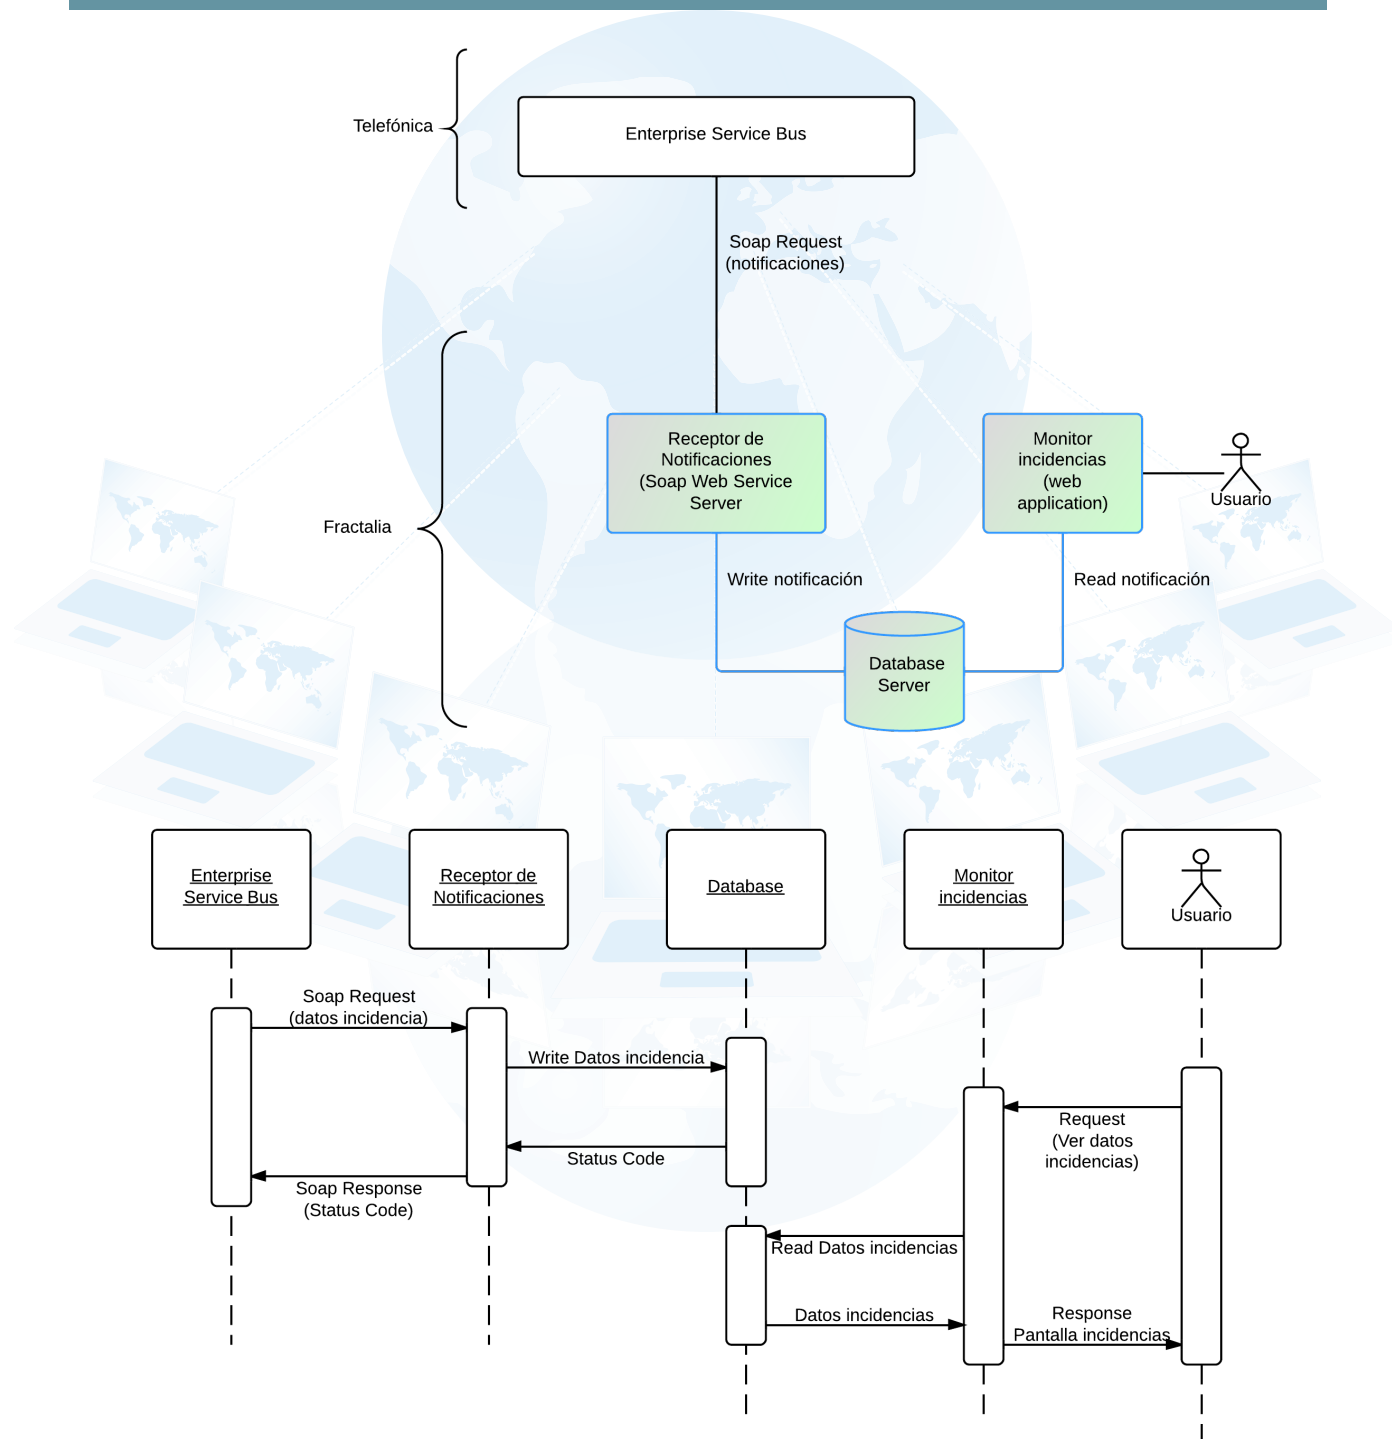 Telefónica
Enterprise Service Bus
Soap Request
(notificaciones)
Fractalia
Receptor de
Notificaciones
(Soap Web Service
Server
Monitor
incidencias
(web
application)
Usuario
Write notificación
Read notificación
Database
Server
Enterprise
Service Bus
Receptor de
Notificaciones
Database
Monitor
incidencias
Usuario
Soap Request
(datos incidencia)
Write Datos incidencia
Request
(Ver datos
incidencias)
Status Code
Soap Response
(Status Code)
Read Datos incidencias
Datos incidencias
Response
Pantalla incidencias